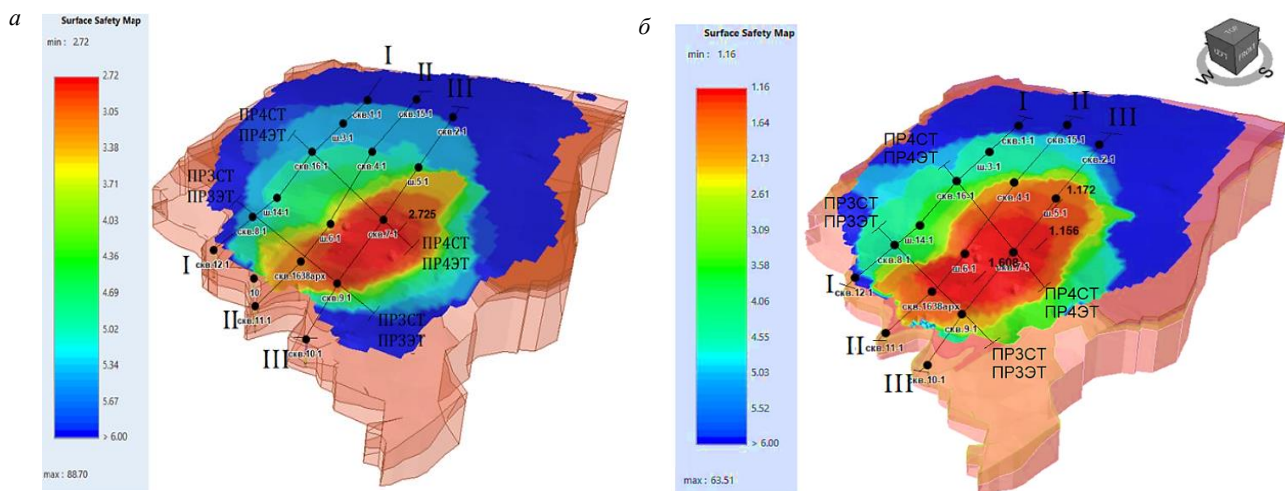 а
Surface Safety Map
min : 2.72
2.72
3.05
3.38
3.71
4.03
4.36
4.69
5.02
5.34
5.67
> 6.00
max : 88.70
I
II
III
скв.1-1
скв.15-1
скв.2-1
ПР4СТ
ПР4ЭТ
ш.3-1
скв.16-1
скв.4-1
ш.5-1
ПР3СТ
ПР3ЭТ
ш.14-1
скв.8-1
ш.6-1
скв.7-1
2.725
ПР4СТ
ПР4ЭТ
I
скв.12-1
скв.1638арх
10
скв.9-1
II
скв.11-1
ПР3СТ
ПР3ЭТ
III
скв.10-1
б
Surface Safety Map
min : 1.16
1.16
1.64
2.13
2.61
3.09
3.58
4.06
4.55
5.03
5.52
> 6.00
max : 63.51
TOP
LEFT
FRONT
W
S
I
II
III
скв.1-1
скв.15-1
скв.2-1
ПР4СТ
ПР4ЭТ
ш.3-1
скв.16-1
скв.4-1
1.172
ш.5-1
ПР3СТ
ПР3ЭТ
ш.14-1
скв.8-1
1.156
ш.6-1
1.608
скв.7-1
I
скв.12-1
скв.1638арх
ПР4СТ
ПР4ЭТ
скв.9-1
II
скв.11-1
ПР3СТ
ПР3ЭТ
III
скв.10-1